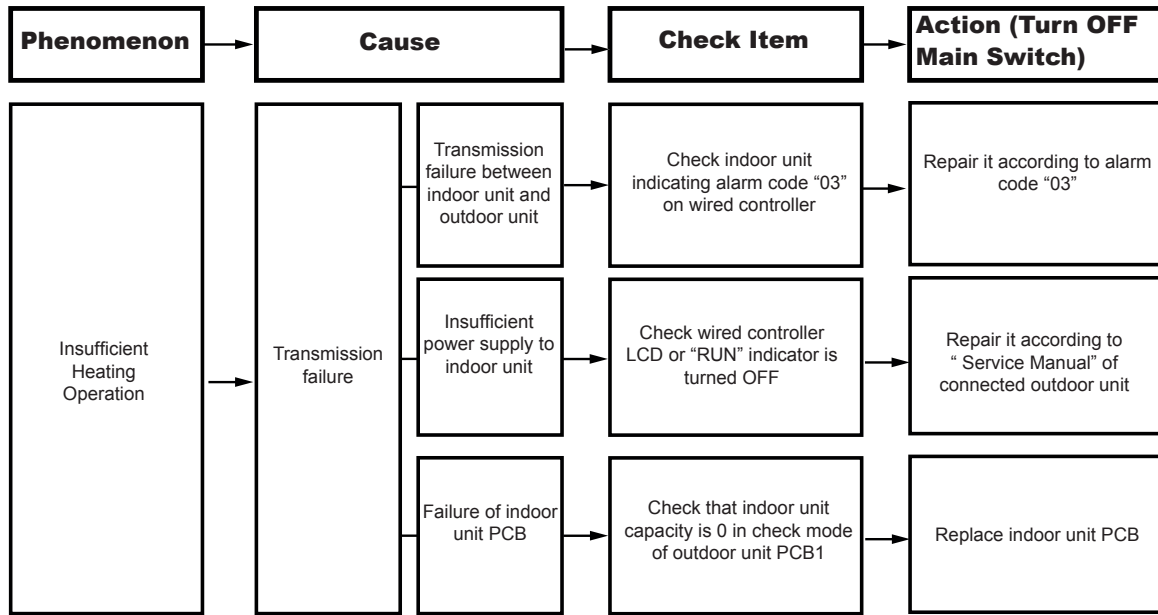 Phenomenon
Cause
Check Item
Action (Turn OFF
Main Switch)
Insufficient
Heating
Operation
Transmission
failure
Transmission
failure between
indoor unit and
outdoor unit
Check indoor unit
indicating alarm code “03”
on wired controller
Repair it according to alarm
code “03”
Insufficient
power supply to
indoor unit
Check wired controller
LCD or “RUN” indicator is
turned OFF
Repair it according to
“ Service Manual” of
connected outdoor unit
Failure of indoor
unit PCB
Check that indoor unit
capacity is 0 in check mode
of outdoor unit PCB1
Replace indoor unit PCB